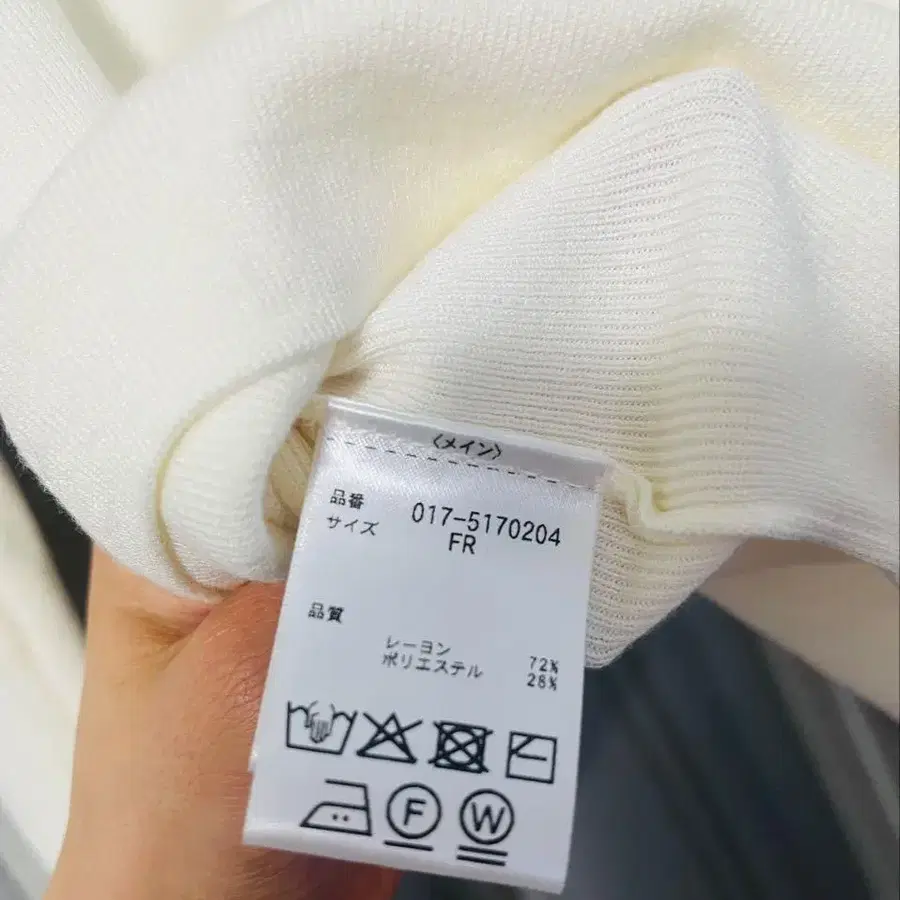 〈メイン〉
品番 017-5170204
サイズ FR
品質
レーヨン 72%
ポリエステル 28%
F W